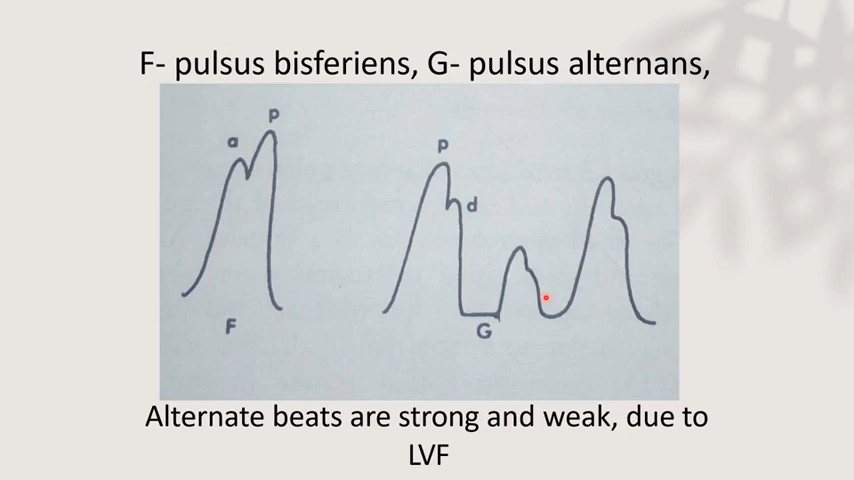 F- pulsus bisferiens, G- pulsus alternans,
p
a
p
d
F
G
Alternate beats are strong and weak, due to
LVF